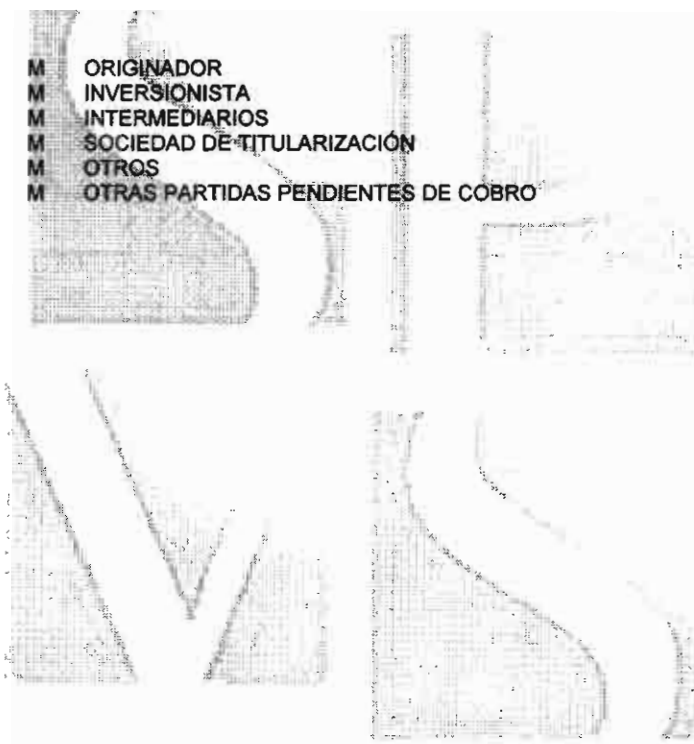 M ORIGINADOR
M INVERSIONISTA
M INTERMEDIARIOS
M SOCIEDAD DE TITULARIZACIÓN
M OTROS
M OTRAS PARTIDAS PENDIENTES DE COBRO